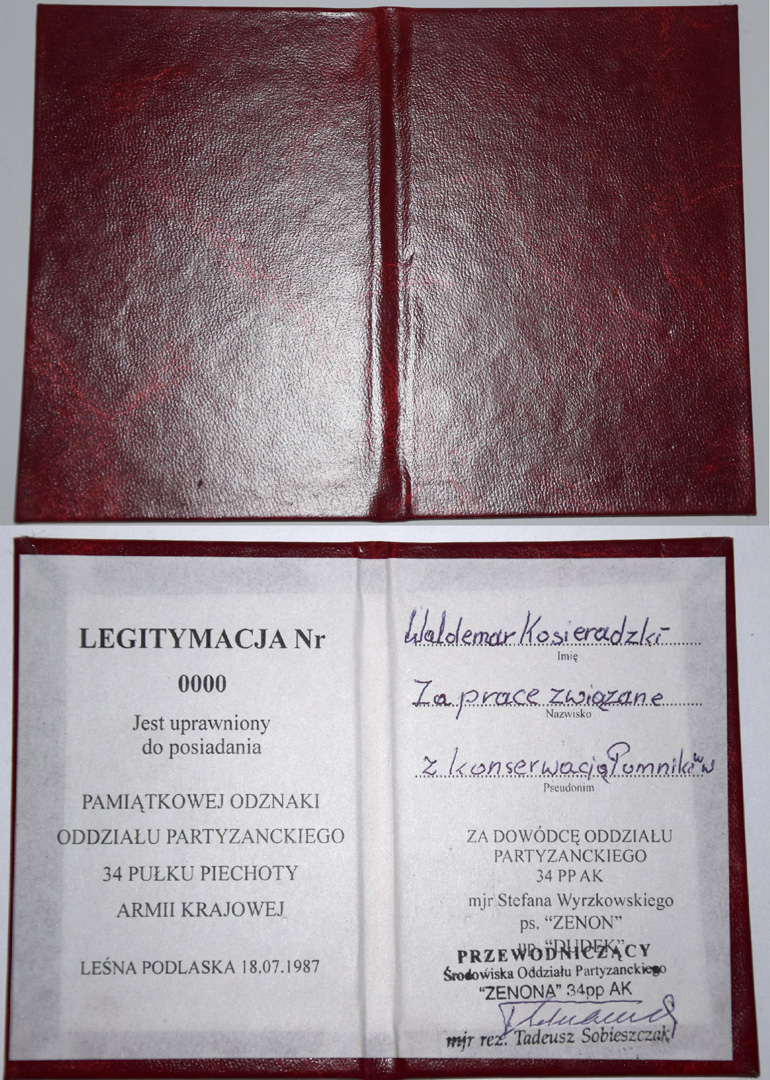 LEGITYMACJA Nr
0000
Jest uprawniony
do posiadania
PAMIĄTKOWEJ ODZNAKI
ODDZIAŁU PARTYZANCKIEGO
34 PUŁKU PIECHOTY
ARMII KRAJOWEJ
LEŚNA PODLASKA 18.07.1987
Waldemar Kosieradzki
Imię
Za prace związane
Nazwisko
z konserwacją Pomników
Pseudonim
ZA DOWÓDCĘ ODDZIAŁU
PARTYZANCKIEGO
34 PP AK
mjr Stefana Wyrzkowskiego
ps. “ZENON”
up. “DUDEK”
PRZEWODNICZĄCY
Środowiska Oddziału Partyzanckiego
“ZENONA” 34pp AK
mjr rez. Tadeusz Sobieszczak